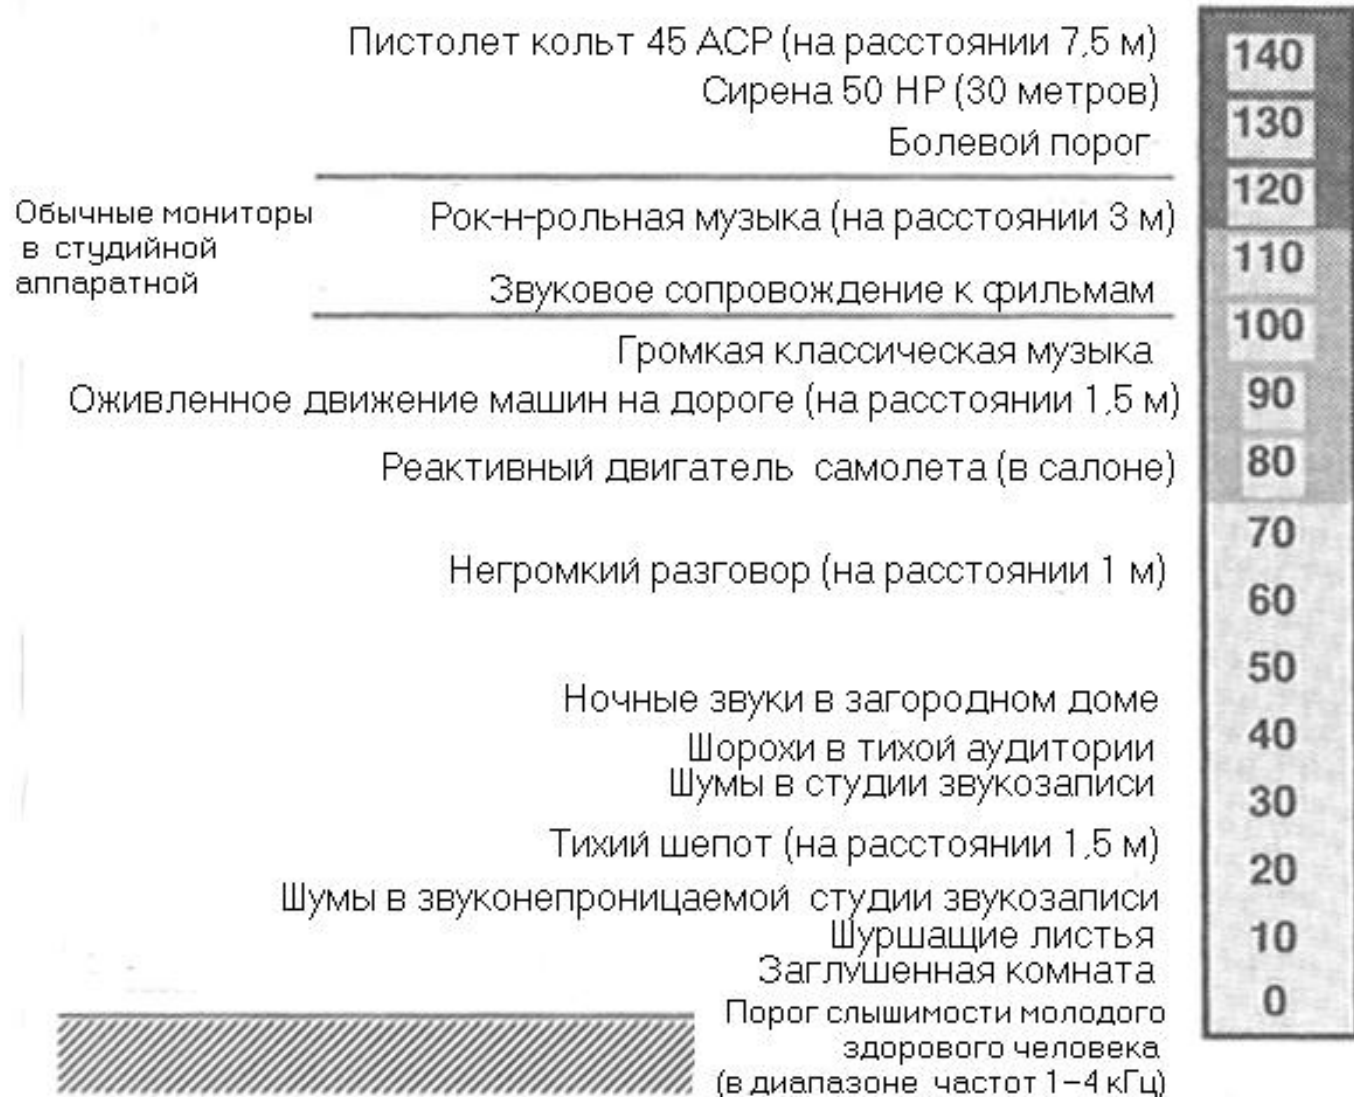 Пистолет кольт 45 АСР (на расстоянии 7,5 м)
140
Сирена 50 НР (30 метров)
130
Болевой порог
120
Обычные мониторы
в студийной
аппаратной
Рок-н-рольная музыка (на расстоянии 3 м)
110
Звуковое сопровождение к фильмам
100
Громкая классическая музыка
Оживленное движение машин на дороге (на расстоянии 1,5 м)
90
Реактивный двигатель самолета (в салоне)
80
70
Негромкий разговор (на расстоянии 1 м)
60
50
Ночные звуки в загородном доме
40
Шорохи в тихой аудитории
Шумы в студии звукозаписи
30
Тихий шепот (на расстоянии 1,5 м)
20
Шумы в звуконепроницаемой студии звукозаписи
Шуршащие листья
10
Заглушенная комната
0
Порог слышимости молодого
здорового человека
(в диапазоне частот 1–4 кГц)